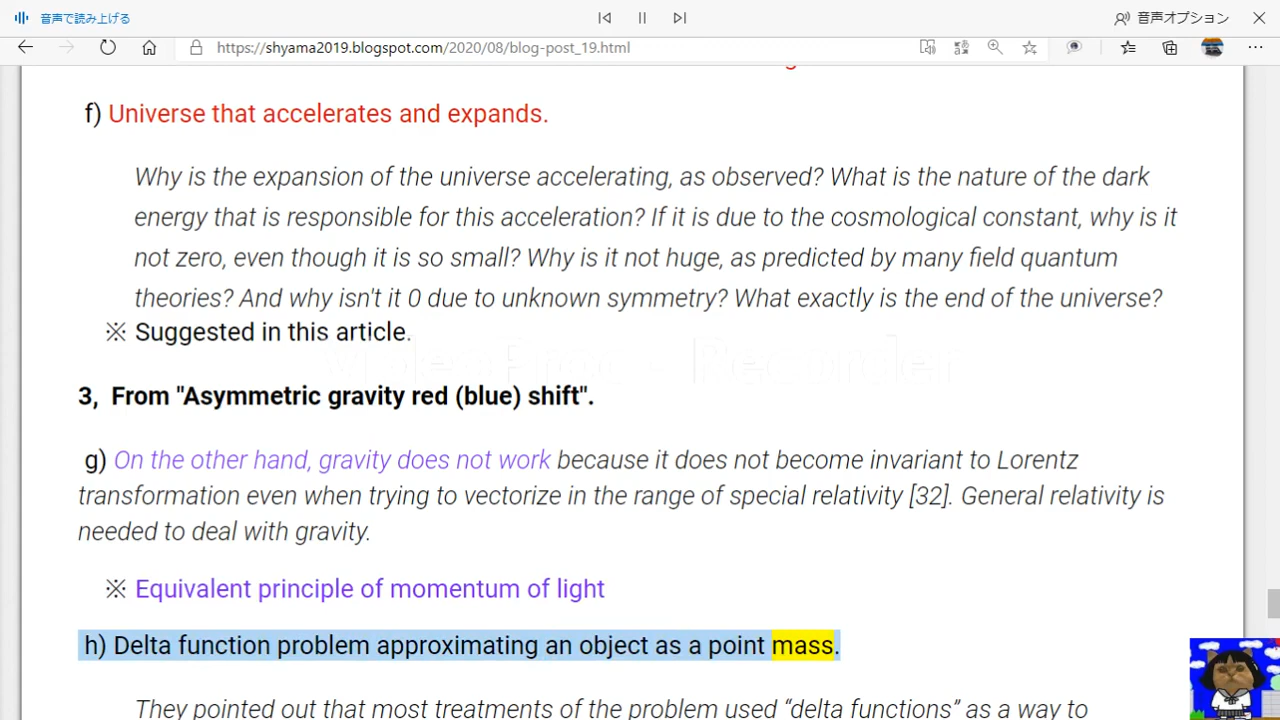 音声で読み上げる
音声オプション
https://shyama2019.blogspot.com/2020/08/blog-post_19.html
f) Universe that accelerates and expands.
Why is the expansion of the universe accelerating, as observed? What is the nature of the dark
energy that is responsible for this acceleration? If it is due to the cosmological constant, why is it
not zero, even though it is so small? Why is it not huge, as predicted by many field quantum
theories? And why isn't it 0 due to unknown symmetry? What exactly is the end of the universe?
※ Suggested in this article.
3, From "Asymmetric gravity red (blue) shift".
g) On the other hand, gravity does not work because it does not become invariant to Lorentz
transformation even when trying to vectorize in the range of special relativity [32]. General relativity is
needed to deal with gravity.
※ Equivalent principle of momentum of light
h) Delta function problem approximating an object as a point mass.
They pointed out that most treatments of the problem used “delta functions” as a way to